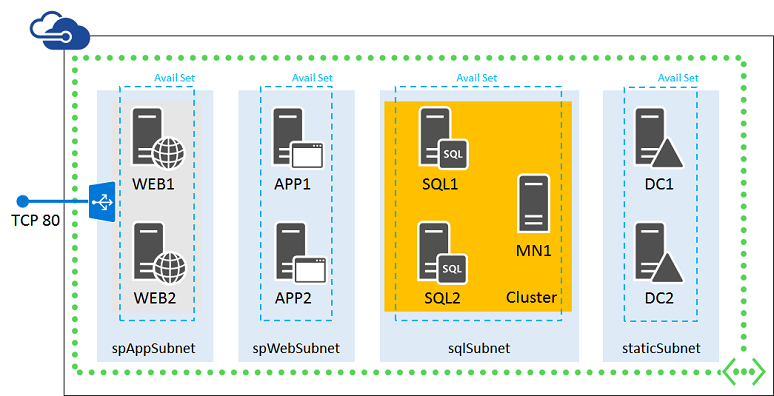 Avail Set
Avail Set
Avail Set
Avail Set
TCP 80
WEB1
WEB2
spAppSubnet
APP1
APP2
spWebSubnet
SQL
SQL1
SQL
SQL2
MN1
Cluster
sqlSubnet
DC1
DC2
staticSubnet